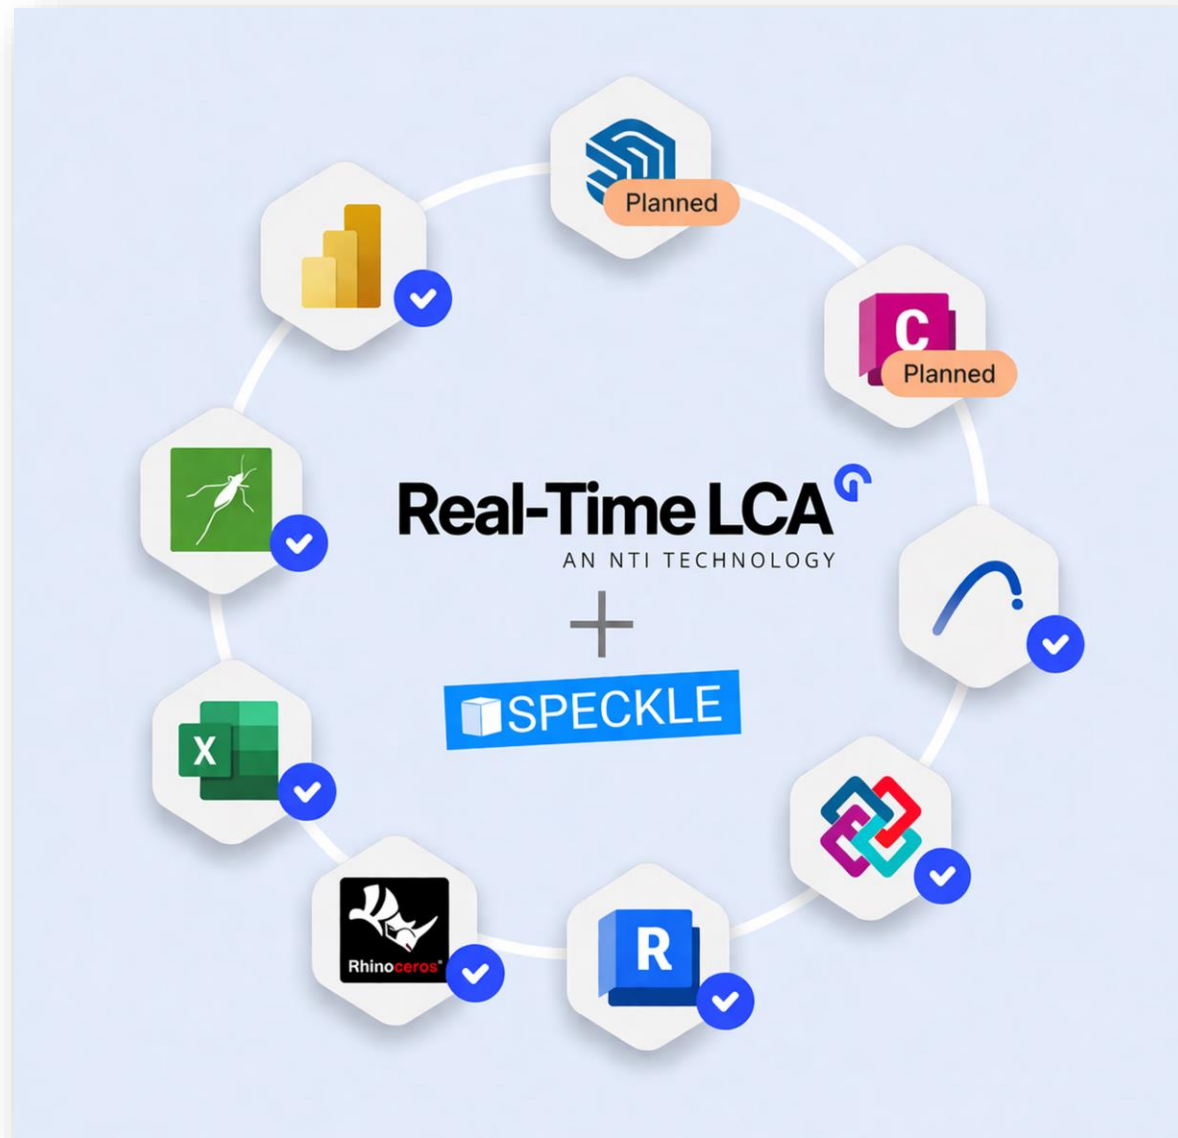 Planned
C
Planned
Real-Time LCA
AN NTI TECHNOLOGY
SPECKLE
X
Rhinoceros®
R